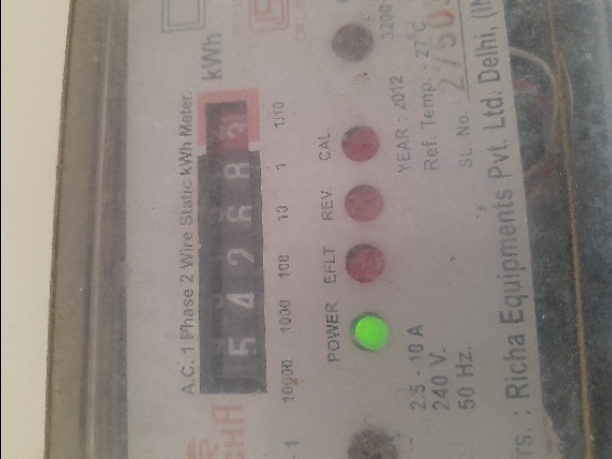 A.C. 1 Phase 2 Wire Static kWh Meter.
kWh
5 4 2 6 8 3
10000 1000 100 10 1 1/10
POWER EFLT REV. CAL.
3200
2.5 - 10 A
240 V.
50 Hz.
YEAR : 2012
Ref. Temp. : 27°C
SL. No.
: Richa Equipments Pvt. Ltd. Delhi,